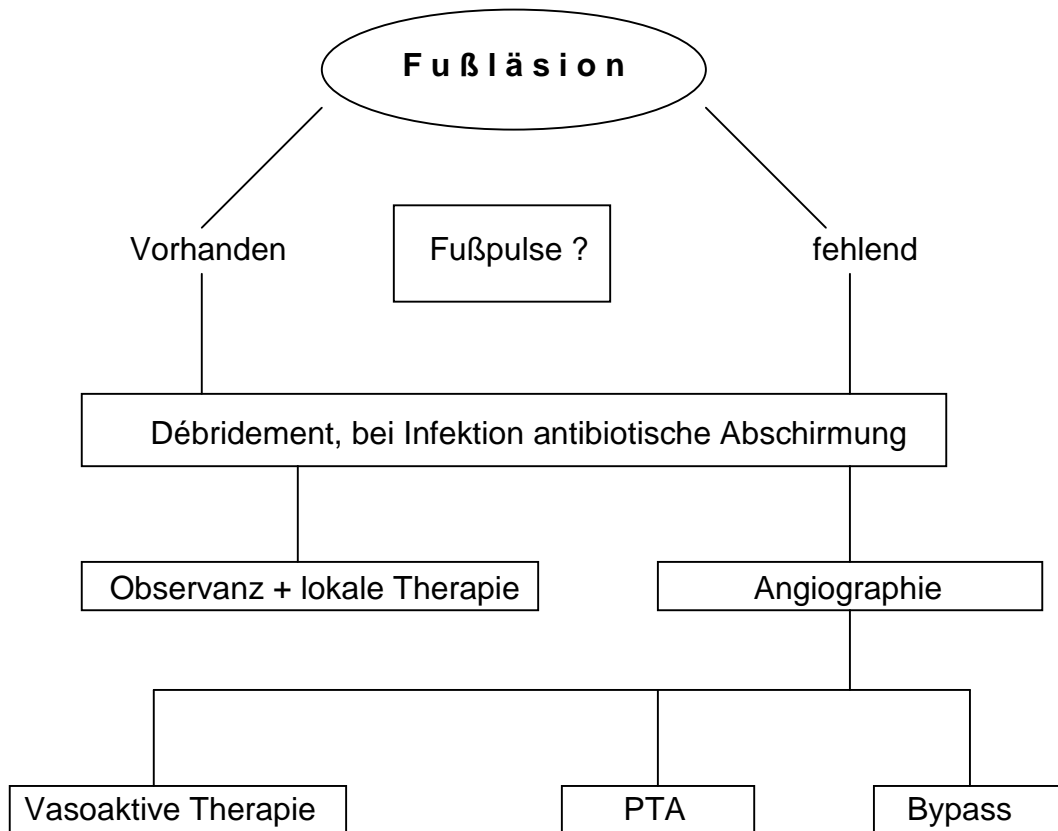 Fußläsion
Vorhanden
Fußpulse ?
fehlend
Débridement, bei Infektion antibiotische Abschirmung
Observanz + lokale Therapie
Angiographie
Vasoaktive Therapie
PTA
Bypass